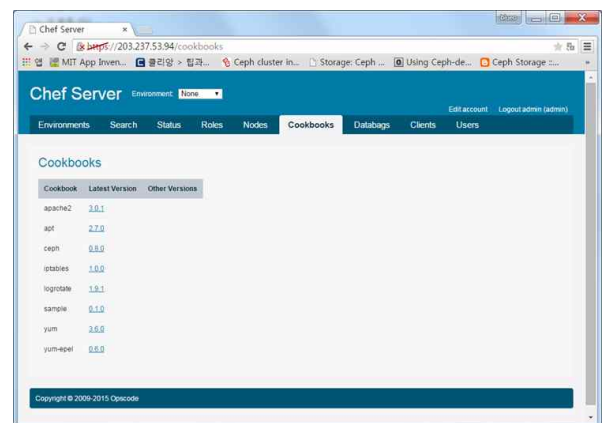 Chef Server
https://203.237.53.94/cookbooks
앱 MIT App Inven... 클리앙 > 팁과... Ceph cluster in... Storage: Ceph ... Using Ceph-de... Ceph Storage ::...
Chef Server Environment: None
Edit account Logout admin (admin)
Environments Search Status Roles Nodes Cookbooks Databags Clients Users
Cookbooks
Cookbook Latest Version Other Versions
apache2 3.0.1
apt 2.7.0
ceph 0.8.0
iptables 1.0.0
logrotate 1.9.1
sample 0.1.0
yum 3.6.0
yum-epel 0.6.0
Copyright © 2009-2015 Opscode